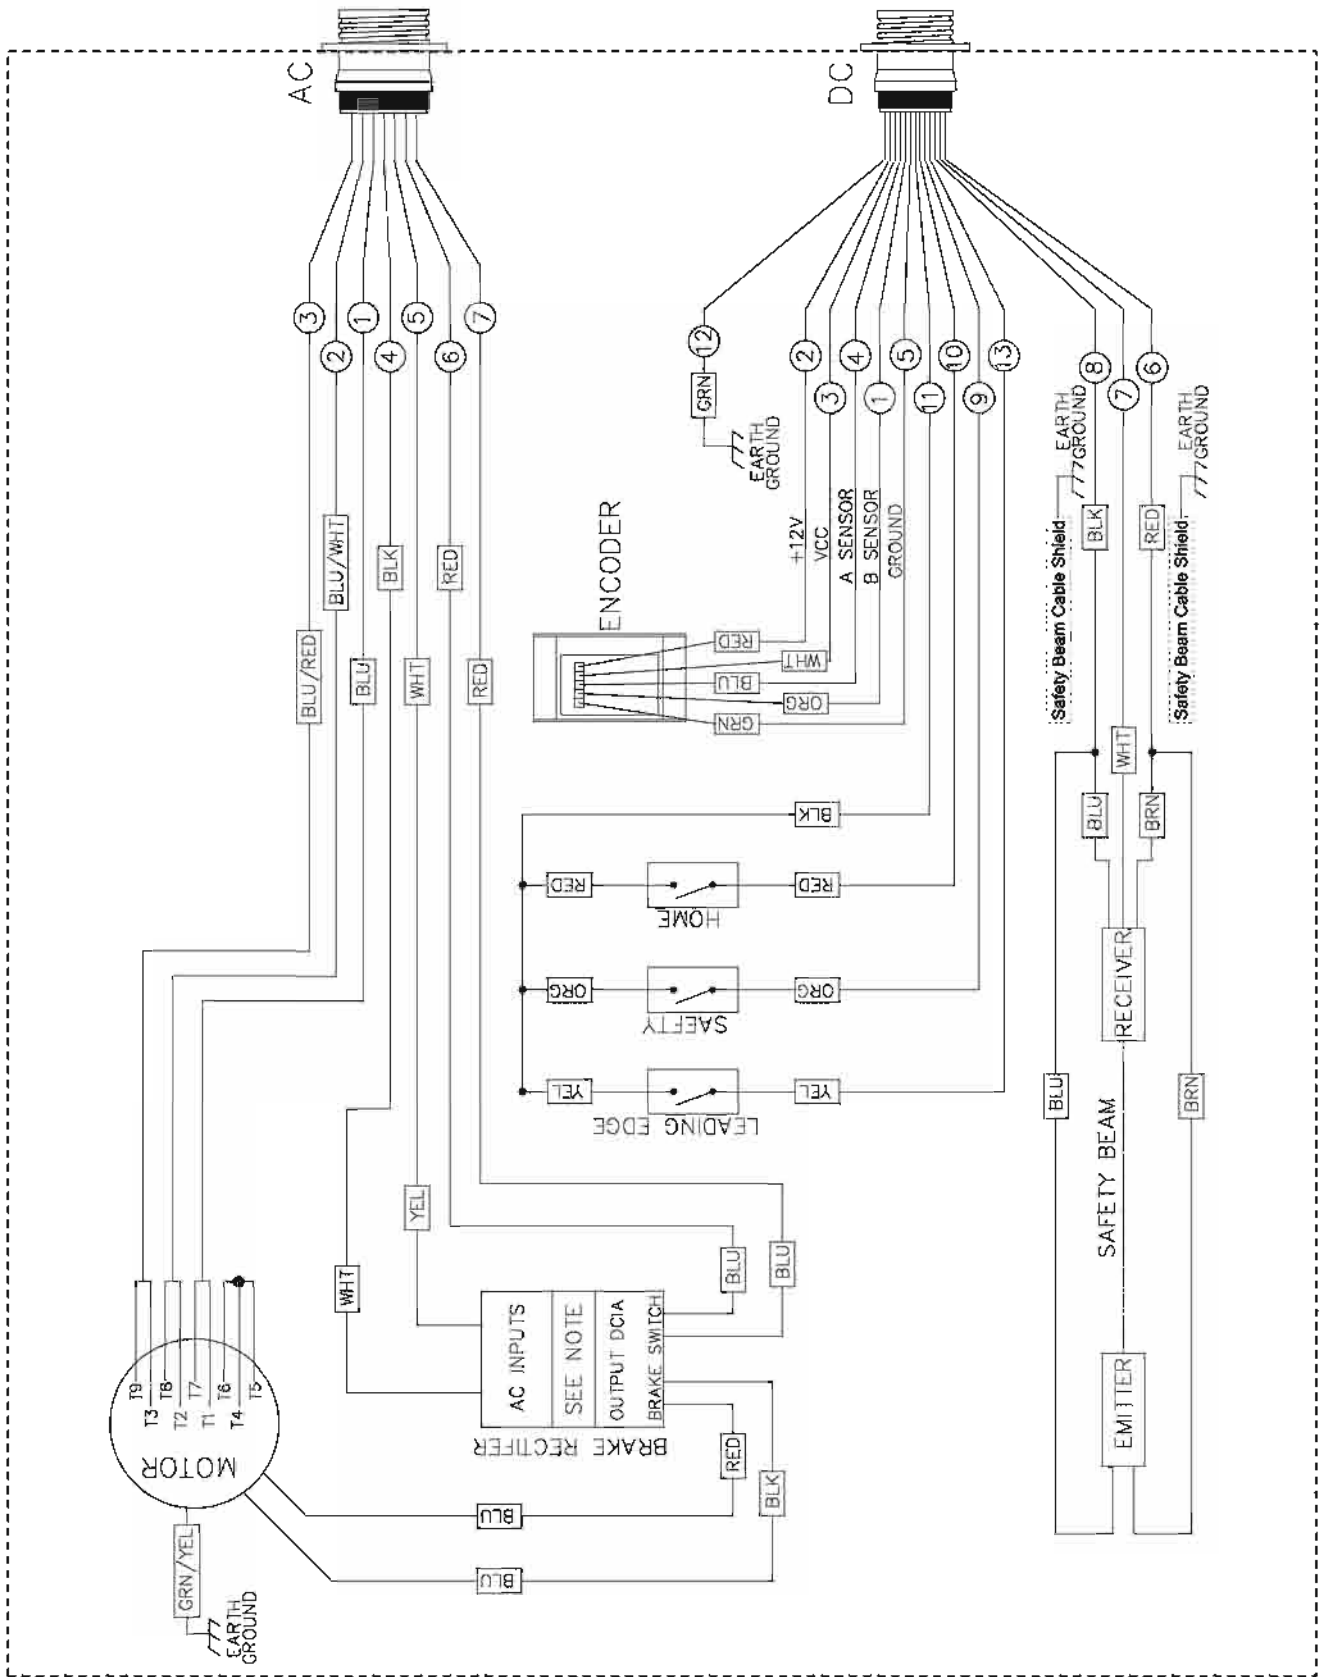 AC
DC
3
2
1
4
5
6
7
12
2
3
4
1
5
11
10
9
13
8
7
6
GRN
EARTH
GROUND
EARTH
GROUND
EARTH
GROUND
Safety Beam Cable Shield
Safety Beam Cable Shield
BLK
RED
BLU/RED
BLU/WHT
BLU
BLK
WHT
RED
RED
ENCODER
+12V
VCC
A SENSOR
B SENSOR
GROUND
RED
WHT
BLU
ORG
GRN
WHT
BLU
BRN
BLK
RED
RED
HOME
ORG
ORG
SAEFTY
YEL
YEL
LEADING EDGE
RECEIVER
BLU
BRN
SAFETY BEAM
EMITTER
YEL
WHT
BLU
BLU
AC INPUTS
SEE NOTE
OUTPUT DCIA
BRAKE SWITCH
BRAKE RECTIFER
T9
T3
T8
T2
T7
T1
T6
T4
T5
MOTOR
RED
BLK
BLU
BLU
GRN/YEL
EARTH
GROUND